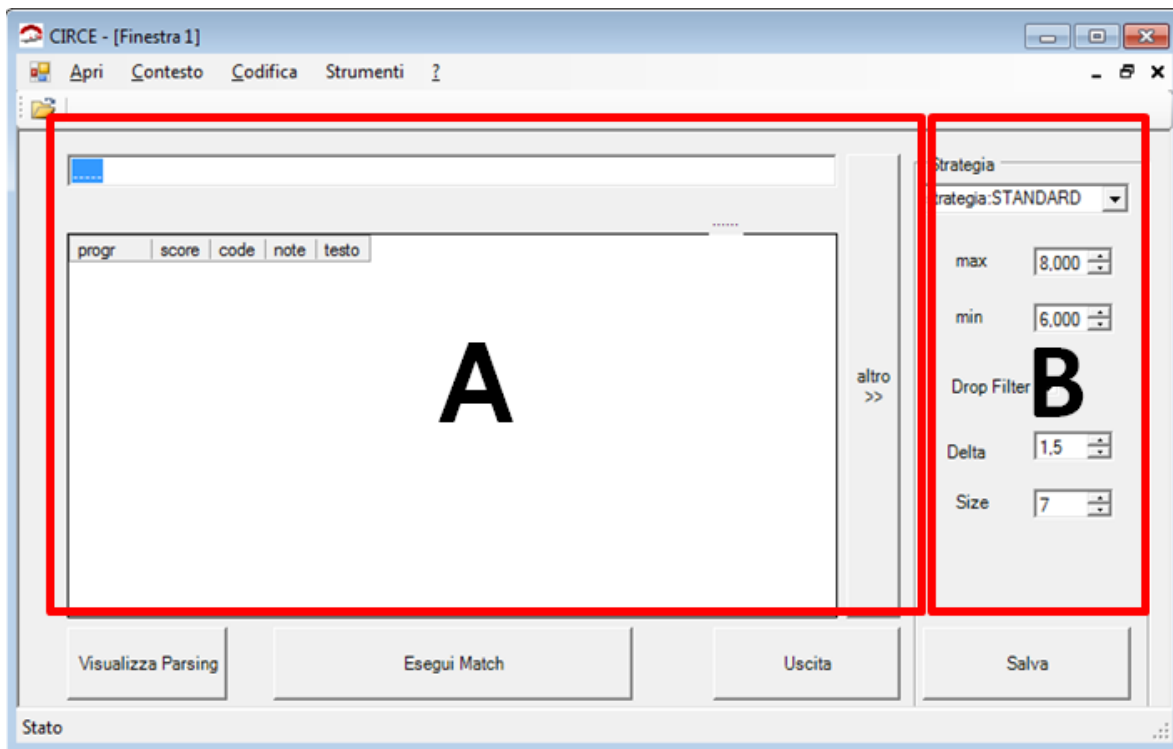 CIRCE - [Finestra 1]
Apri Contesto Codifica Strumenti ?
-----
Strategia
trategia:STANDARD
......
progr score code note testo
max 8,000
min 6,000
A
altro
>>
Drop Filter
B
Delta 1,5
Size 7
Visualizza Parsing Esegui Match Uscita Salva
Stato